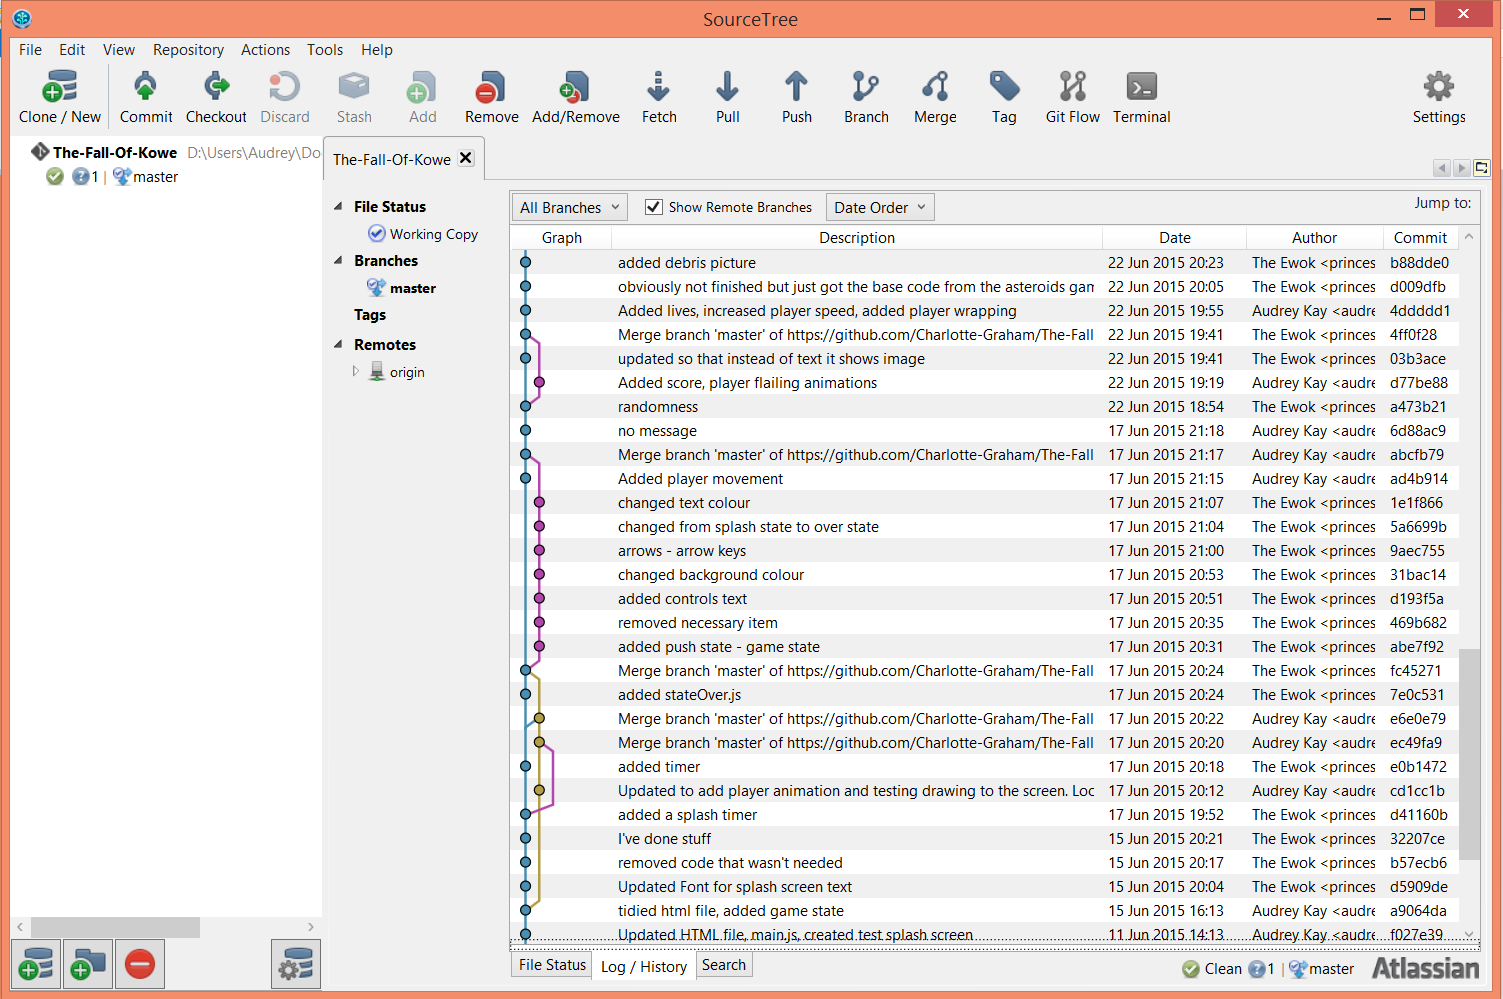 SourceTree
File Edit View Repository Actions Tools Help
Clone / New Commit Checkout Discard Stash Add Remove Add/Remove Fetch Pull Push Branch Merge Tag Git Flow Terminal Settings
The-Fall-Of-Kowe D:\Users\Audrey\Do
1 | master
The-Fall-Of-Kowe
File Status
Working Copy
Branches
master
Tags
Remotes
origin
All Branches Show Remote Branches Date Order Jump to:
Graph Description Date Author Commit
added debris picture 22 Jun 2015 20:23 The Ewok <princes b88dde0
obviously not finished but just got the base code from the asteroids gam 22 Jun 2015 20:05 The Ewok <princes d009dfb
Added lives, increased player speed, added player wrapping 22 Jun 2015 19:55 Audrey Kay <audre 4ddddd1
Merge branch 'master' of https://github.com/Charlotte-Graham/The-Fall 22 Jun 2015 19:41 The Ewok <princes 4ff0f28
updated so that instead of text it shows image 22 Jun 2015 19:41 The Ewok <princes 03b3ace
Added score, player flailing animations 22 Jun 2015 19:19 Audrey Kay <audre d77be88
randomness 22 Jun 2015 18:54 The Ewok <princes a473b21
no message 17 Jun 2015 21:18 Audrey Kay <audre 6d88ac9
Merge branch 'master' of https://github.com/Charlotte-Graham/The-Fall 17 Jun 2015 21:17 Audrey Kay <audre abcfb79
Added player movement 17 Jun 2015 21:15 Audrey Kay <audre ad4b914
changed text colour 17 Jun 2015 21:07 The Ewok <princes 1e1f866
changed from splash state to over state 17 Jun 2015 21:04 The Ewok <princes 5a6699b
arrows - arrow keys 17 Jun 2015 21:00 The Ewok <princes 9aec755
changed background colour 17 Jun 2015 20:53 The Ewok <princes 31bac14
added controls text 17 Jun 2015 20:51 The Ewok <princes d193f5a
removed necessary item 17 Jun 2015 20:35 The Ewok <princes 469b682
added push state - game state 17 Jun 2015 20:31 The Ewok <princes abe7f92
Merge branch 'master' of https://github.com/Charlotte-Graham/The-Fall 17 Jun 2015 20:24 The Ewok <princes fc45271
added stateOver.js 17 Jun 2015 20:24 The Ewok <princes 7e0c531
Merge branch 'master' of https://github.com/Charlotte-Graham/The-Fall 17 Jun 2015 20:22 Audrey Kay <audre e6e0e79
Merge branch 'master' of https://github.com/Charlotte-Graham/The-Fall 17 Jun 2015 20:20 Audrey Kay <audre ec49fa9
added timer 17 Jun 2015 20:18 The Ewok <princes e0b1472
Updated to add player animation and testing drawing to the screen. Loc 17 Jun 2015 20:12 Audrey Kay <audre cd1cc1b
added a splash timer 17 Jun 2015 19:52 The Ewok <princes d41160b
I've done stuff 15 Jun 2015 20:21 The Ewok <princes 32207ce
removed code that wasn't needed 15 Jun 2015 20:17 The Ewok <princes b57ecb6
Updated Font for splash screen text 15 Jun 2015 20:04 The Ewok <princes d5909de
tidied html file, added game state 15 Jun 2015 16:13 Audrey Kay <audre a9064da
Updated HTML file, main.js, created test splash screen 11 Jun 2015 14:13 Audrey Kay <audre f027e39
File Status Log / History Search
Clean 1 | master Atlassian